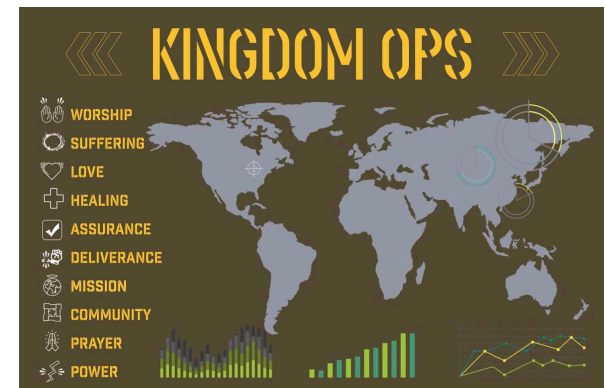 KINGDOM OPS
WORSHIP
SUFFERING
LOVE
HEALING
ASSURANCE
DELIVERANCE
MISSION
COMMUNITY
PRAYER
POWER